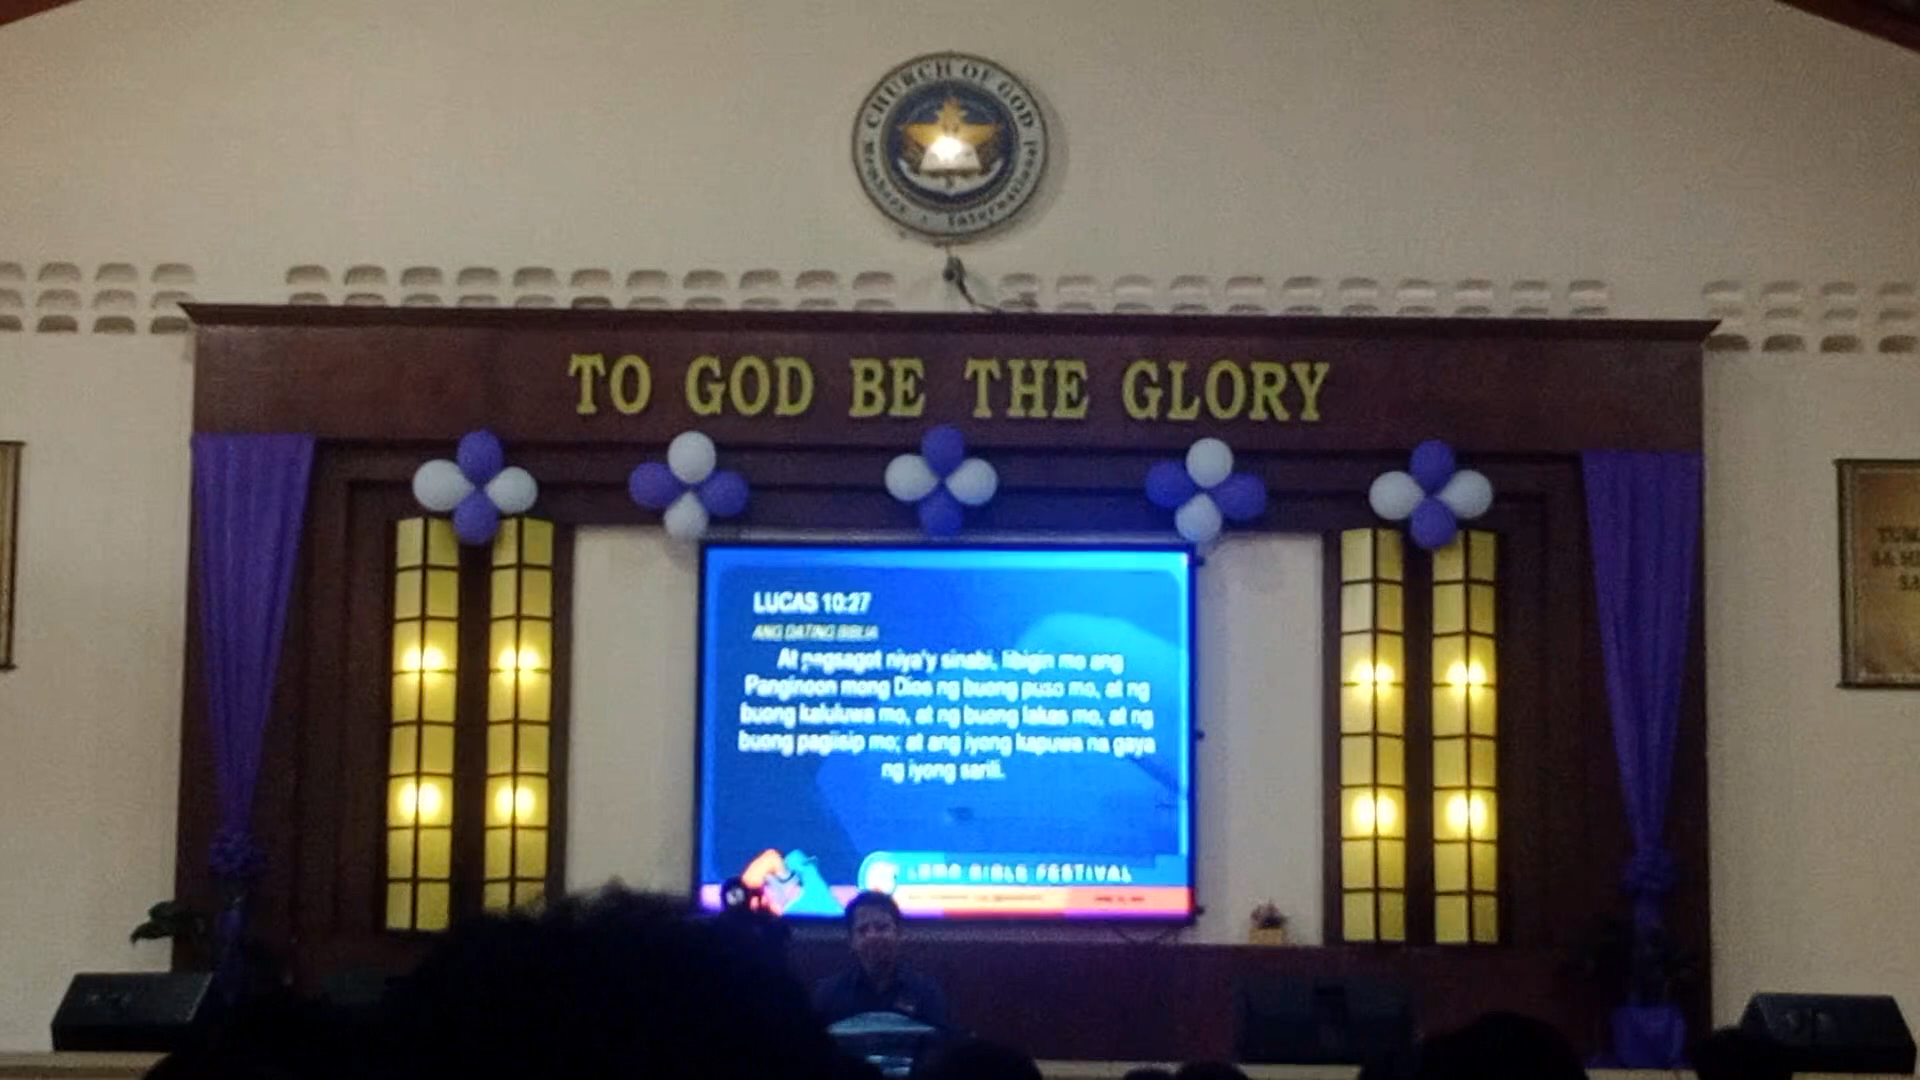 CHURCH OF GOD
Members International
TO GOD BE THE GLORY
LUCAS 10:27
ANG DATING BIBLIA
At pagsagot niya'y sinabi, Iibigin mo ang
Panginoon mong Dios ng buong puso mo, at ng
buong kaluluwa mo, at ng buong lakas mo, at ng
buong pagiisip mo; at ang iyong kapuwa na gaya
ng iyong sarili.
BIBLE FESTIVAL